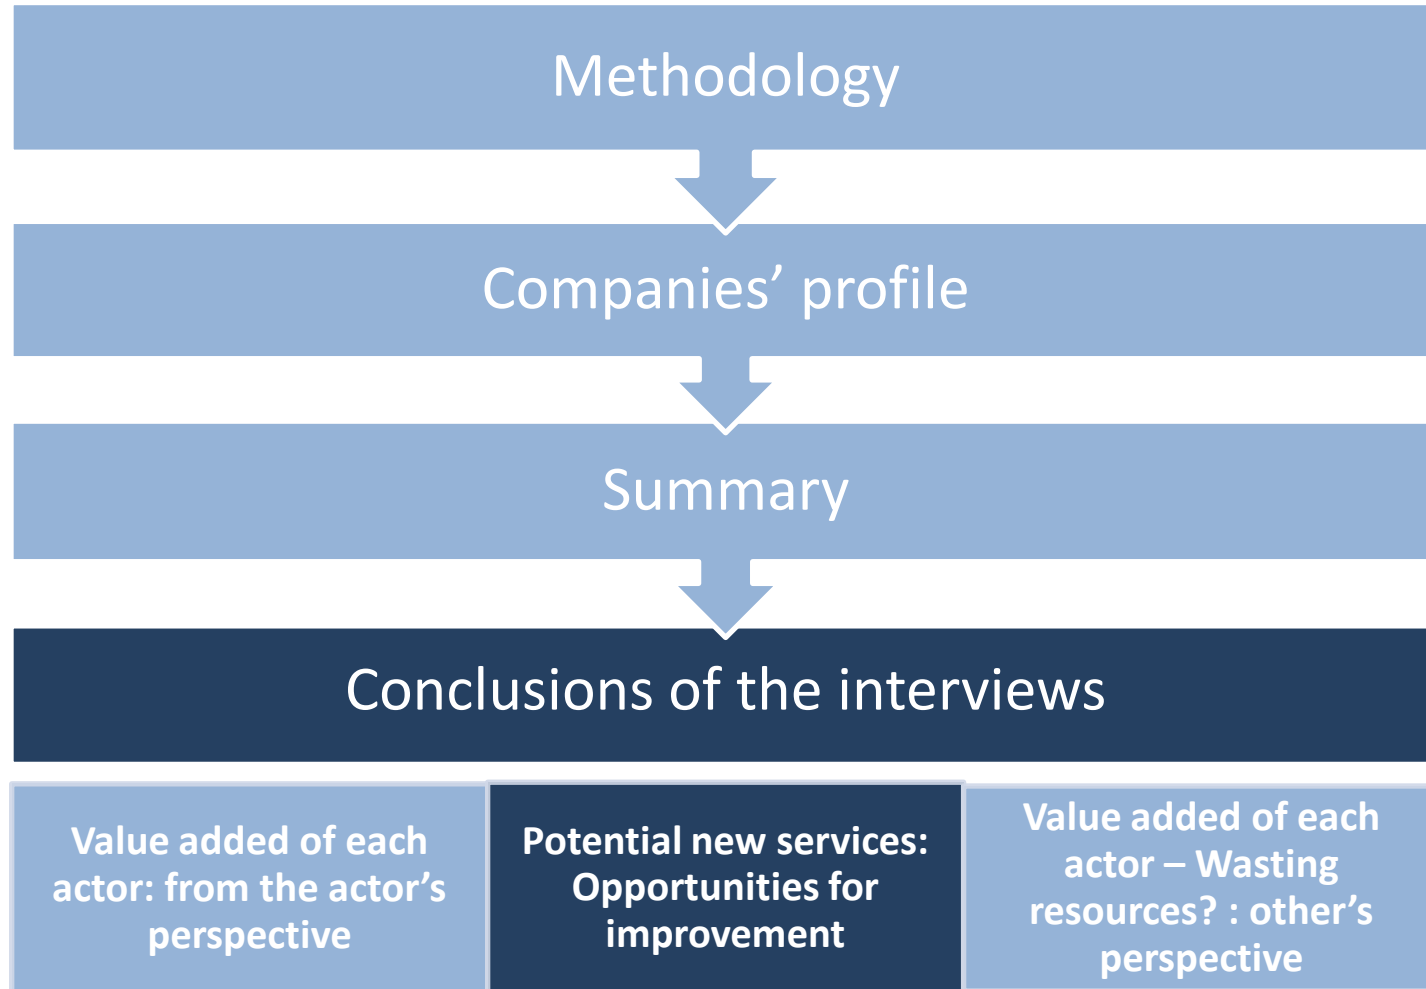 Methodology
Companies’ profile
Summary
Conclusions of the interviews
Value added of each
actor: from the actor’s
perspective
Potential new services:
Opportunities for
improvement
Value added of each
actor – Wasting
resources? : other’s
perspective